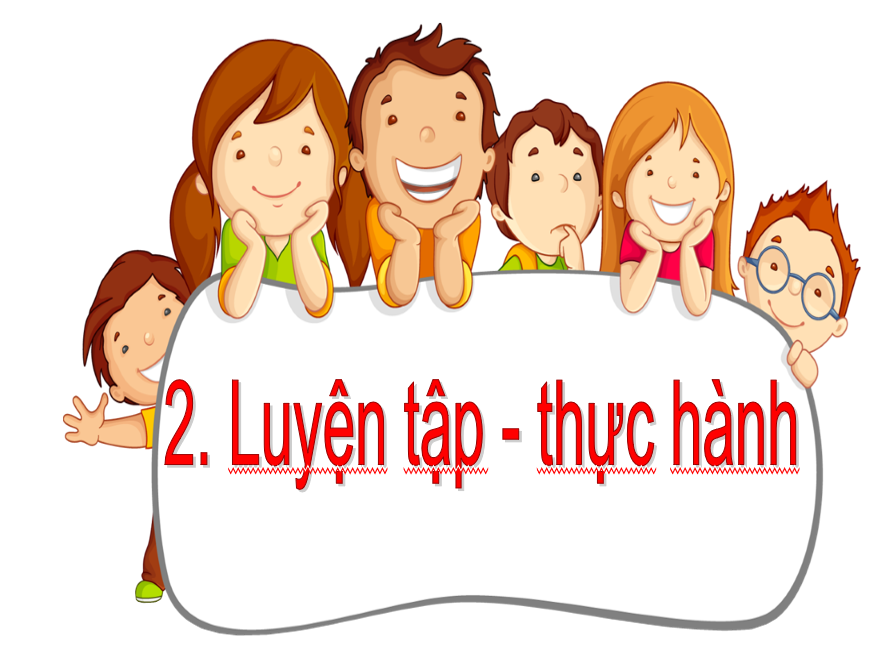 2. Luyện tập - thực hành